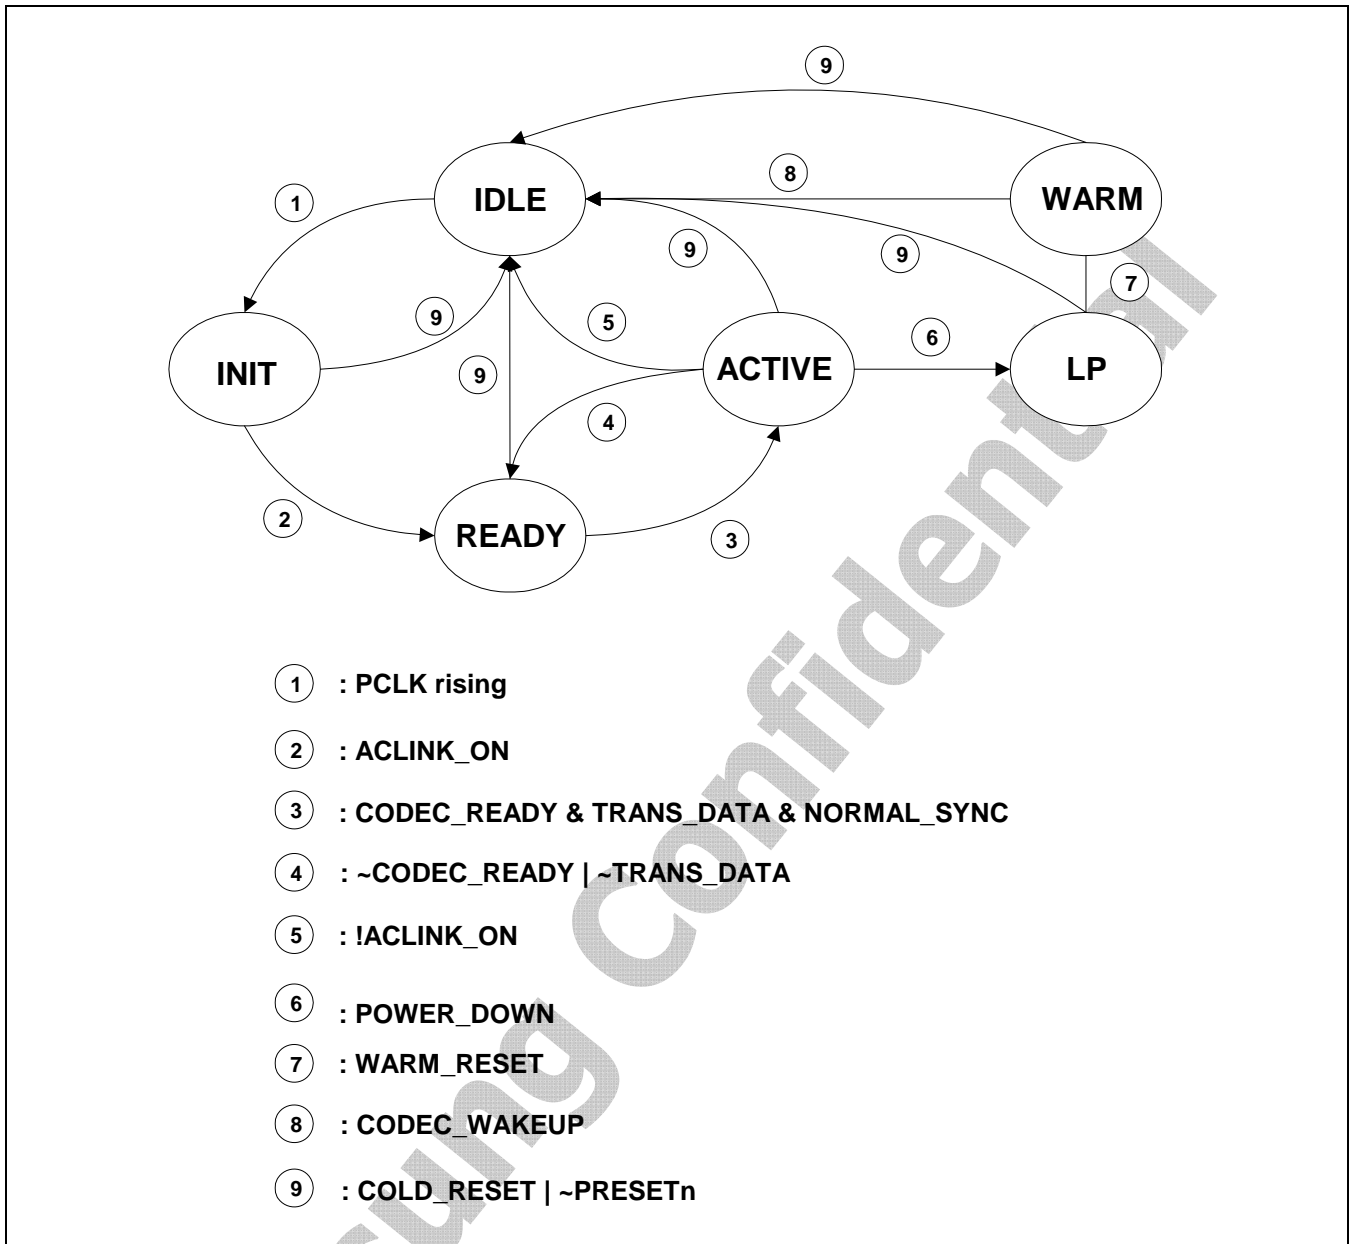 9
IDLE
8
WARM
1
9
9
7
9
5
6
INIT
9
ACTIVE
LP
4
2
READY
3
1 : PCLK rising
2 : ACLINK_ON
3 : CODEC_READY & TRANS_DATA & NORMAL_SYNC
4 : ~CODEC_READY | ~TRANS_DATA
5 : !ACLINK_ON
6 : POWER_DOWN
7 : WARM_RESET
8 : CODEC_WAKEUP
9 : COLD_RESET | ~PRESETn
sung Confidential